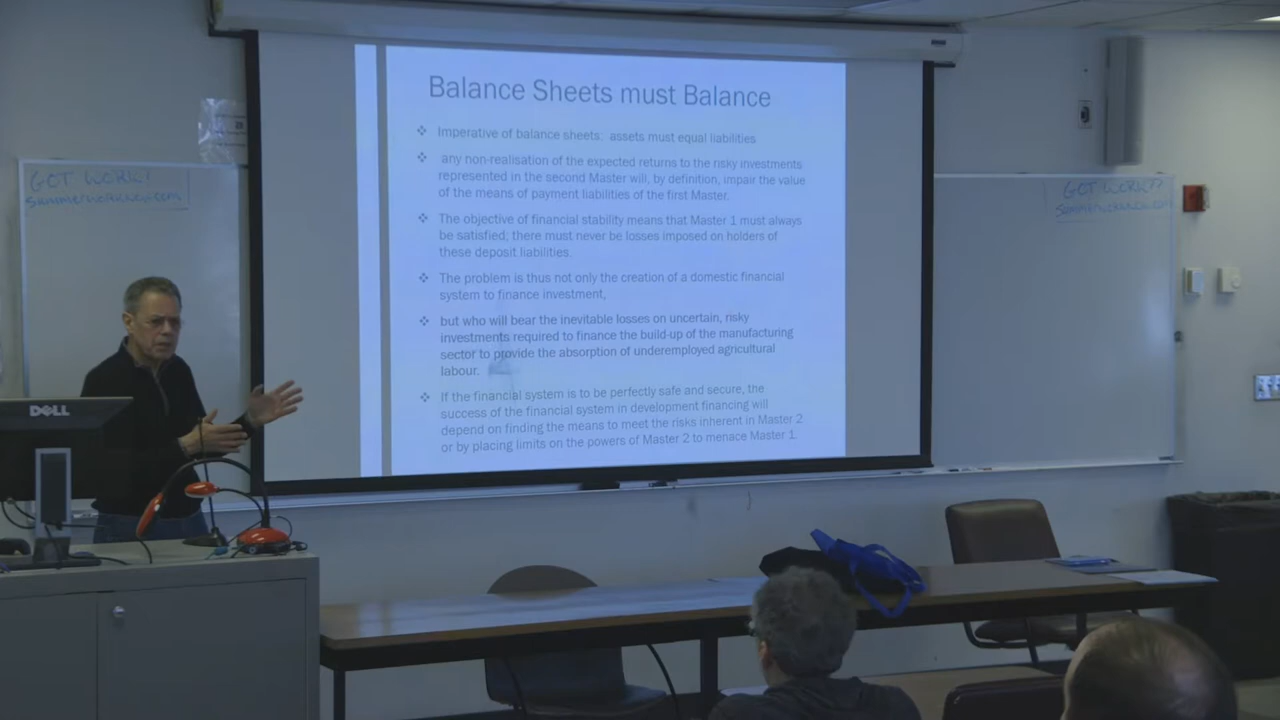 Balance Sheets must Balance
❖ Imperative of balance sheets: assets must equal liabilities
❖ any non-realisation of the expected returns to the risky investments
represented in the second Master will, by definition, impair the value
of the means of payment liabilities of the first Master.
❖ The objective of financial stability means that Master 1 must always
be satisfied; there must never be losses imposed on holders of
these deposit liabilities.
❖ The problem is thus not only the creation of a domestic financial
system to finance investment,
❖ but who will bear the inevitable losses on uncertain, risky
investments required to finance the build-up of the manufacturing
sector to provide the absorption of underemployed agricultural
labour.
❖ If the financial system is to be perfectly safe and secure, the
success of the financial system in development financing will
depend on finding the means to meet the risks inherent in Master 2
or by placing limits on the powers of Master 2 to menace Master 1.
GOT WORK?
GOT WORK??
DELL